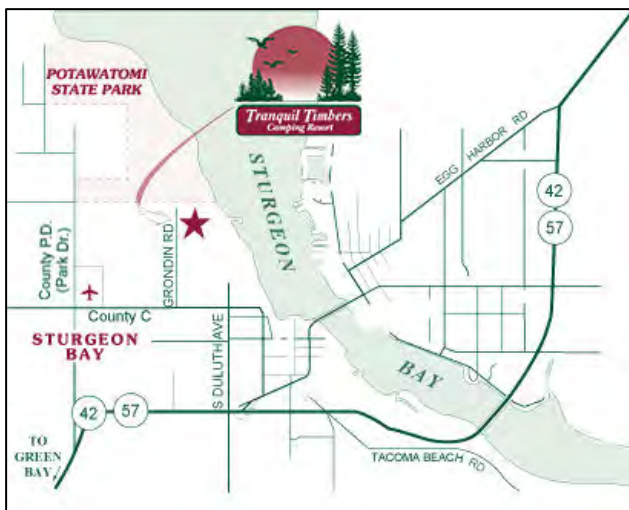 POTAWATOMI
STATE PARK
Tranquil Timbers
Camping Resort
STURGEON
BAY
EGG HARBOR RD
42
57
County P.D.
(Park Dr.)
GRONDIN RD
County C
STURGEON
BAY
S DULUTH AVE
42
57
TO
GREEN
BAY
TACOMA BEACH RD